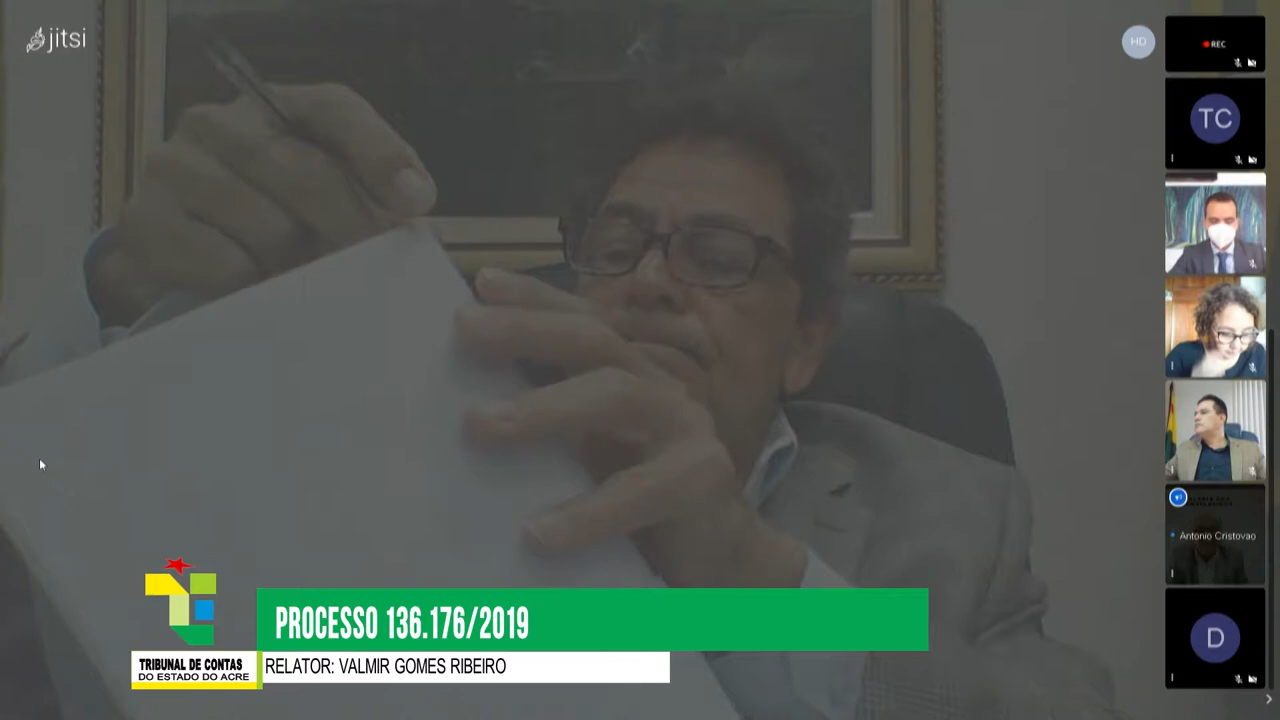 jitsi
HD
REC
TC
Antonio Cristovao
D
PROCESSO 136.176/2019
TRIBUNAL DE CONTAS
DO ESTADO DO ACRE
RELATOR: VALMIR GOMES RIBEIRO